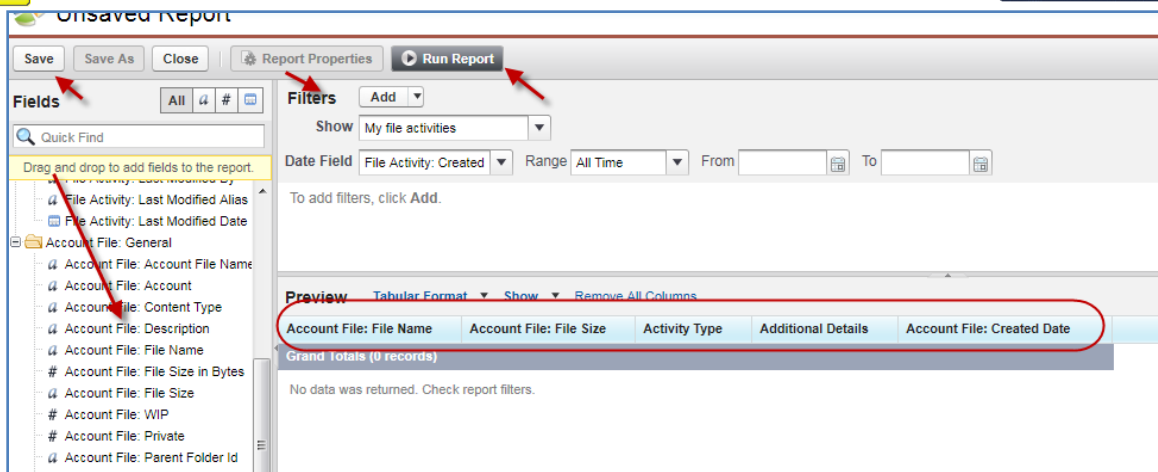 Unsaved Report
Save Save As Close Report Properties Run Report
Fields All a #
Quick Find
Drag and drop to add fields to the report.
File Activity: Last Modified By
a File Activity: Last Modified Alias
File Activity: Last Modified Date
Account File: General
a Account File: Account File Name
a Account File: Account
a Account File: Content Type
a Account File: Description
a Account File: File Name
# Account File: File Size in Bytes
a Account File: File Size
# Account File: WIP
# Account File: Private
a Account File: Parent Folder Id
Filters Add
Show My file activities
Date Field File Activity: Created Range All Time From To
To add filters, click Add.
Preview Tabular Format Show Remove All Columns
Account File: File Name Account File: File Size Activity Type Additional Details Account File: Created Date
Grand Totals (0 records)
No data was returned. Check report filters.